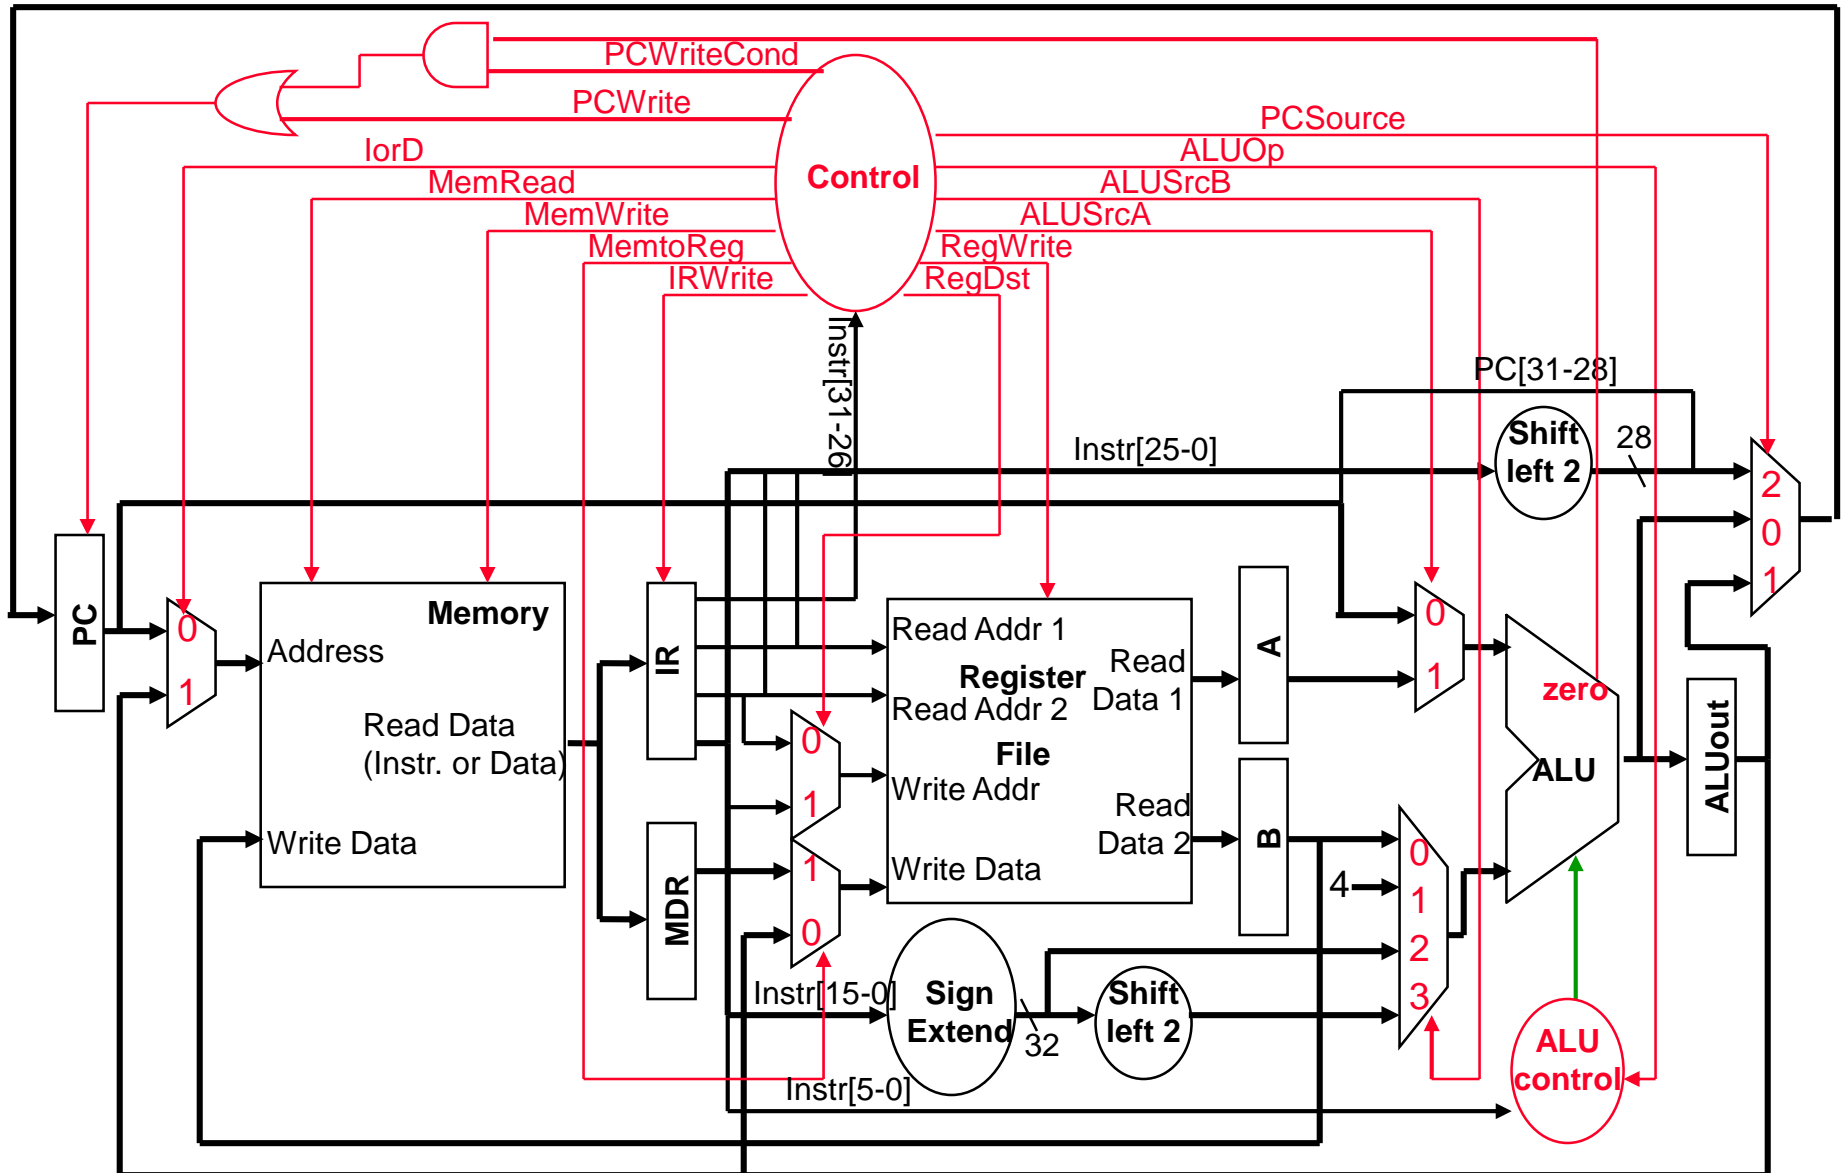 PCWriteCond
PCWrite
PCSource
IorD
ALUOp
Control
MemRead
ALUSrcB
MemWrite
ALUSrcA
MemtoReg
RegWrite
IRWrite
RegDst
Instr[31-26]
PC[31-28]
Instr[25-0]
Shift
left 2
28
2
0
1
PC
0
1
Memory
Address
Read Data
(Instr. or Data)
Write Data
IR
MDR
0
1
1
0
Read Addr 1
Register
Read Addr 2
File
Write Addr
Write Data
Read
Data 1
Read
Data 2
A
B
0
1
4
0
1
2
3
zero
ALU
ALUout
Instr[15-0]
Sign
Extend
32
Shift
left 2
ALU
control
Instr[5-0]